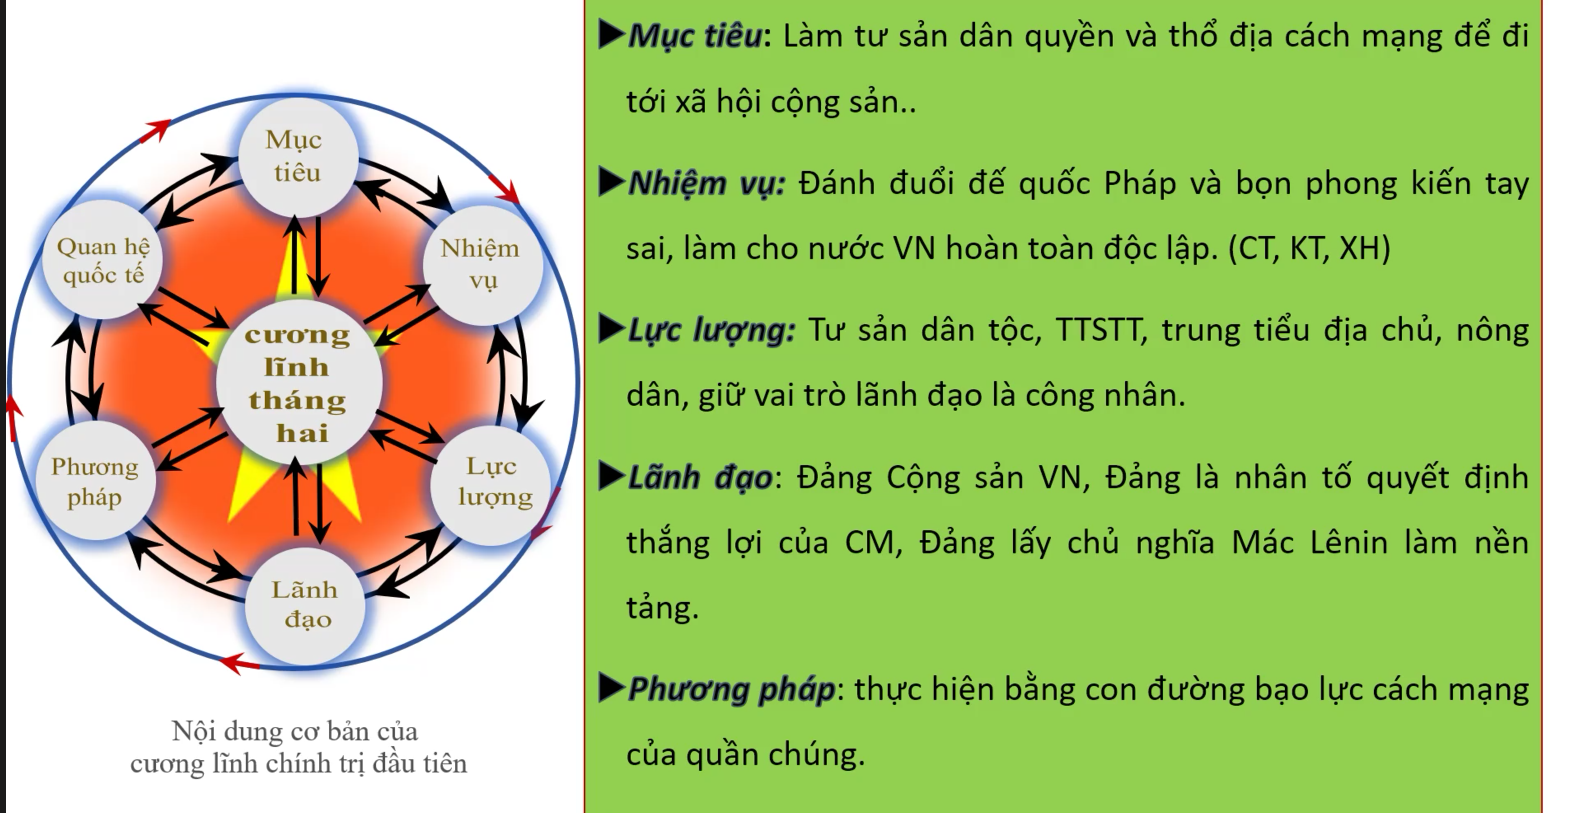 Mục
tiêu
Quan hệ
quốc tế
Nhiệm
vụ
cương
lĩnh
tháng
hai
Phương
pháp
Lực
lượng
Lãnh
đạo
Nội dung cơ bản của
cương lĩnh chính trị đầu tiên
Mục tiêu: Làm tư sản dân quyền và thổ địa cách mạng để đi
tới xã hội cộng sản..
Nhiệm vụ: Đánh đuổi đế quốc Pháp và bọn phong kiến tay
sai, làm cho nước VN hoàn toàn độc lập. (CT, KT, XH)
Lực lượng: Tư sản dân tộc, TTSTT, trung tiểu địa chủ, nông
dân, giữ vai trò lãnh đạo là công nhân.
Lãnh đạo: Đảng Cộng sản VN, Đảng là nhân tố quyết định
thắng lợi của CM, Đảng lấy chủ nghĩa Mác Lênin làm nền
tảng.
Phương pháp: thực hiện bằng con đường bạo lực cách mạng
của quần chúng.